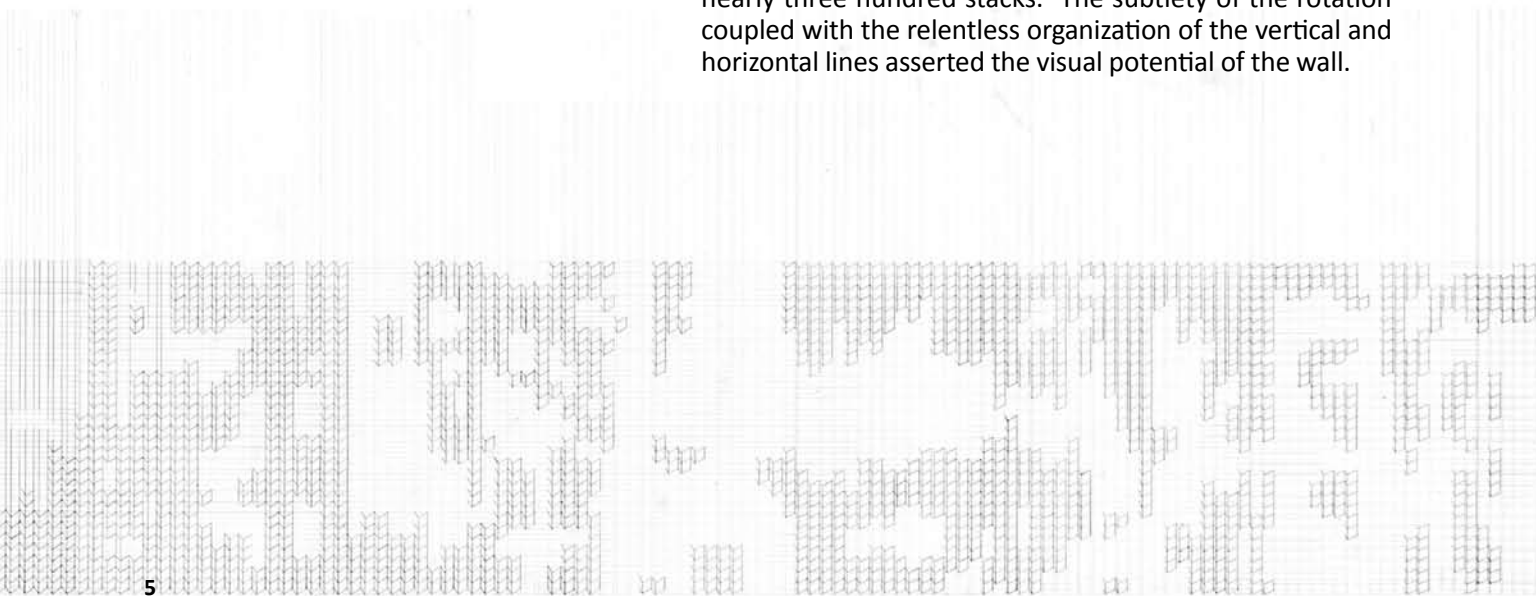 nearly three hundred stacks. The subtlety of the rotation
coupled with the relentless organization of the vertical and
horizontal lines asserted the visual potential of the wall.
5